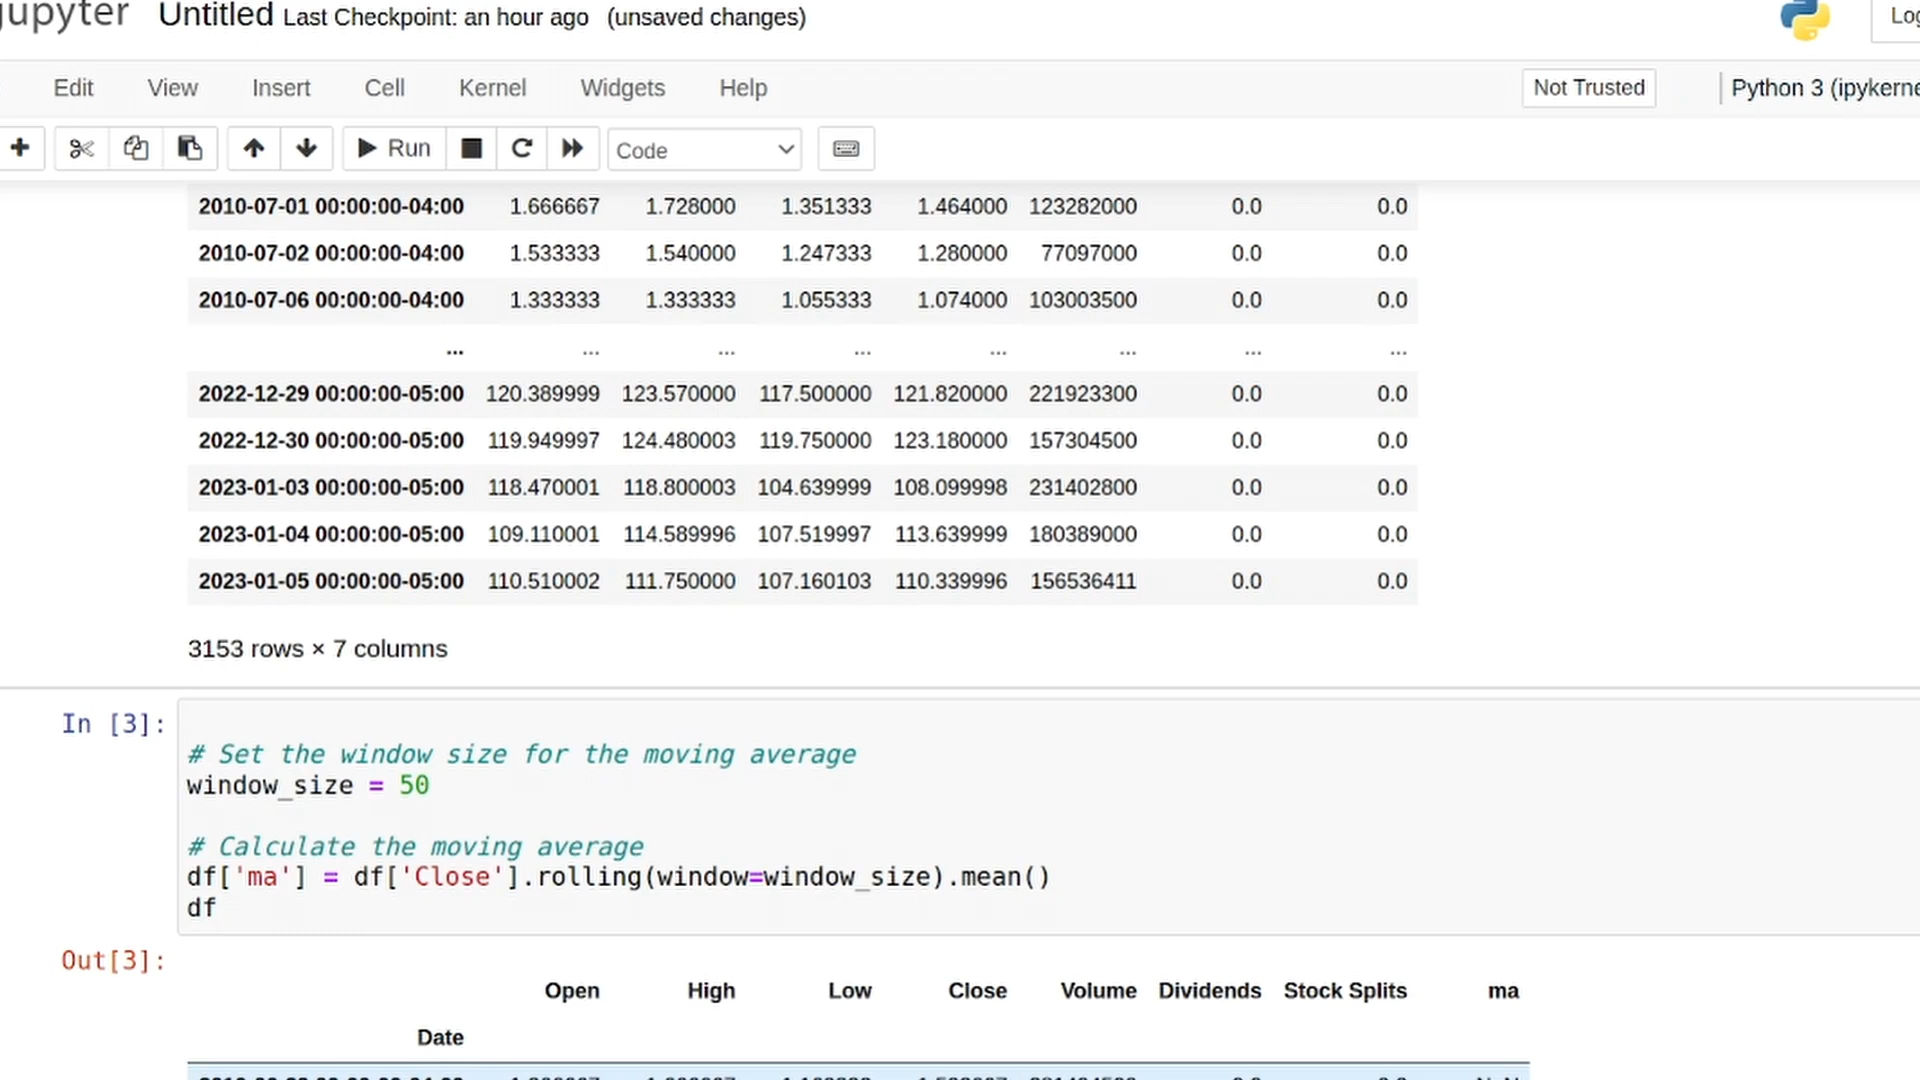 jupyter Untitled Last Checkpoint: an hour ago (unsaved changes)
Edit View Insert Cell Kernel Widgets Help Not Trusted Python 3 (ipykerne
Run Code
2010-07-01 00:00:00-04:00 1.666667 1.728000 1.351333 1.464000 123282000 0.0 0.0
2010-07-02 00:00:00-04:00 1.533333 1.540000 1.247333 1.280000 77097000 0.0 0.0
2010-07-06 00:00:00-04:00 1.333333 1.333333 1.055333 1.074000 103003500 0.0 0.0
... ... ... ... ... ... ... ...
2022-12-29 00:00:00-05:00 120.389999 123.570000 117.500000 121.820000 221923300 0.0 0.0
2022-12-30 00:00:00-05:00 119.949997 124.480003 119.750000 123.180000 157304500 0.0 0.0
2023-01-03 00:00:00-05:00 118.470001 118.800003 104.639999 108.099998 231402800 0.0 0.0
2023-01-04 00:00:00-05:00 109.110001 114.589996 107.519997 113.639999 180389000 0.0 0.0
2023-01-05 00:00:00-05:00 110.510002 111.750000 107.160103 110.339996 156536411 0.0 0.0
3153 rows × 7 columns
In [3]:
# Set the window size for the moving average
window_size = 50
# Calculate the moving average
df['ma'] = df['Close'].rolling(window=window_size).mean()
df
Out[3]:
Open High Low Close Volume Dividends Stock Splits ma
Date